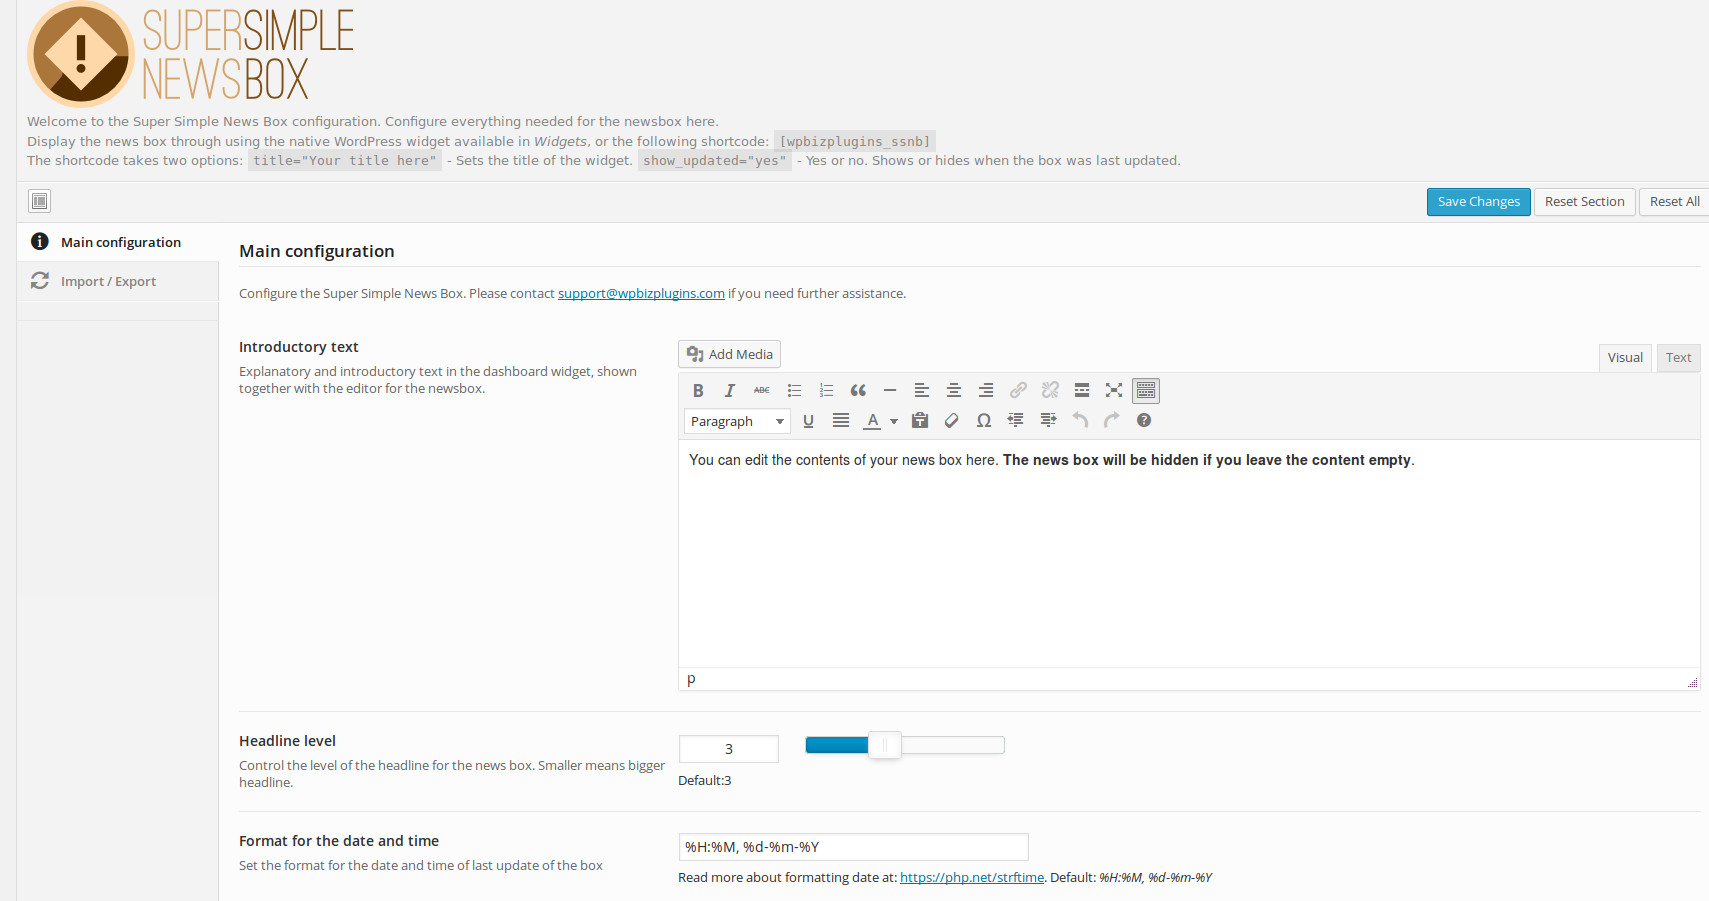 SUPERSIMPLE
NEWSBOX
Welcome to the Super Simple News Box configuration. Configure everything needed for the newsbox here.
Display the news box through using the native WordPress widget available in Widgets, or the following shortcode: [wpbizplugins_ssnb]
The shortcode takes two options: title="Your title here" - Sets the title of the widget. show_updated="yes" - Yes or no. Shows or hides when the box was last updated.
Save Changes
Reset Section
Reset All
Main configuration
Import / Export
Main configuration
Configure the Super Simple News Box. Please contact support@wpbizplugins.com if you need further assistance.
Introductory text
Explanatory and introductory text in the dashboard widget, shown
together with the editor for the newsbox.
Add Media
Visual
Text
B I ABC
Paragraph U A Ω
You can edit the contents of your news box here. The news box will be hidden if you leave the content empty.
p
Headline level
Control the level of the headline for the news box. Smaller means bigger
headline.
3
Default:3
Format for the date and time
Set the format for the date and time of last update of the box
%H:%M, %d-%m-%Y
Read more about formatting date at: https://php.net/strftime. Default: %H:%M, %d-%m-%Y